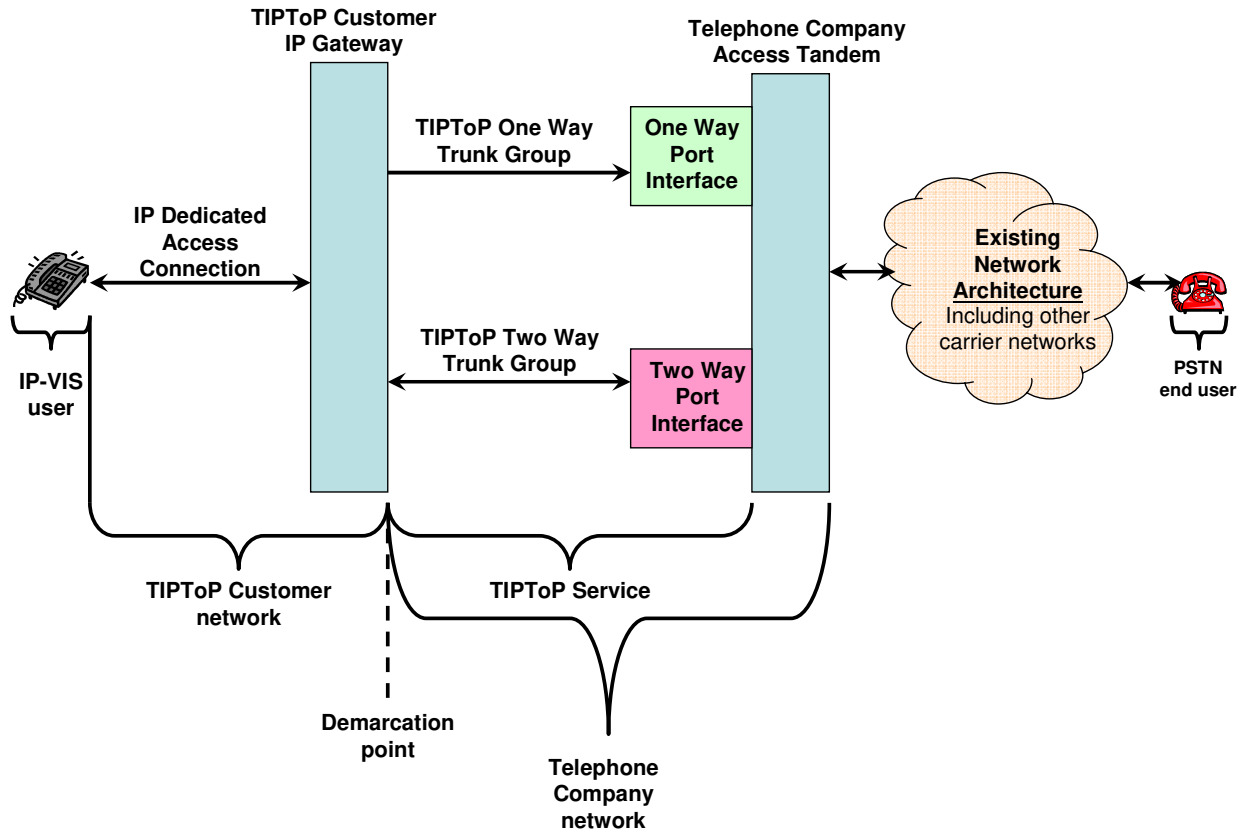 TIPToP Customer
IP Gateway
Telephone Company
Access Tandem
TIPToP One Way
Trunk Group
One Way
Port
Interface
IP Dedicated
Access
Connection
Existing
Network
Architecture
Including other
carrier networks
TIPToP Two Way
Trunk Group
Two Way
Port
Interface
IP-VIS
user
PSTN
end user
TIPToP Customer
network
TIPToP Service
Demarcation
point
Telephone
Company
network